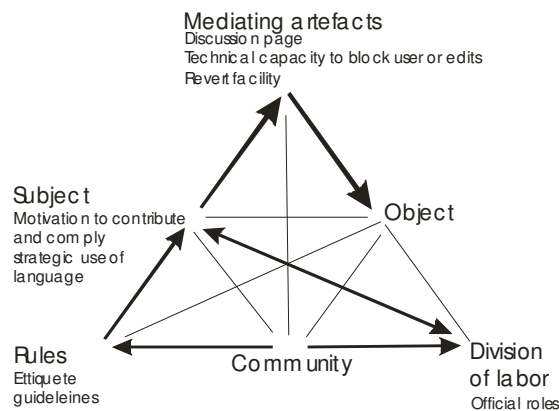 Mediating artefacts
Discussion page
Technical capacity to block user or edits
Revert facility
Subject
Motivation to contribute
and comply
strategic use of
language
Object
Rules
Ettiquete
guideleines
Community
Division
of labor
Official roles